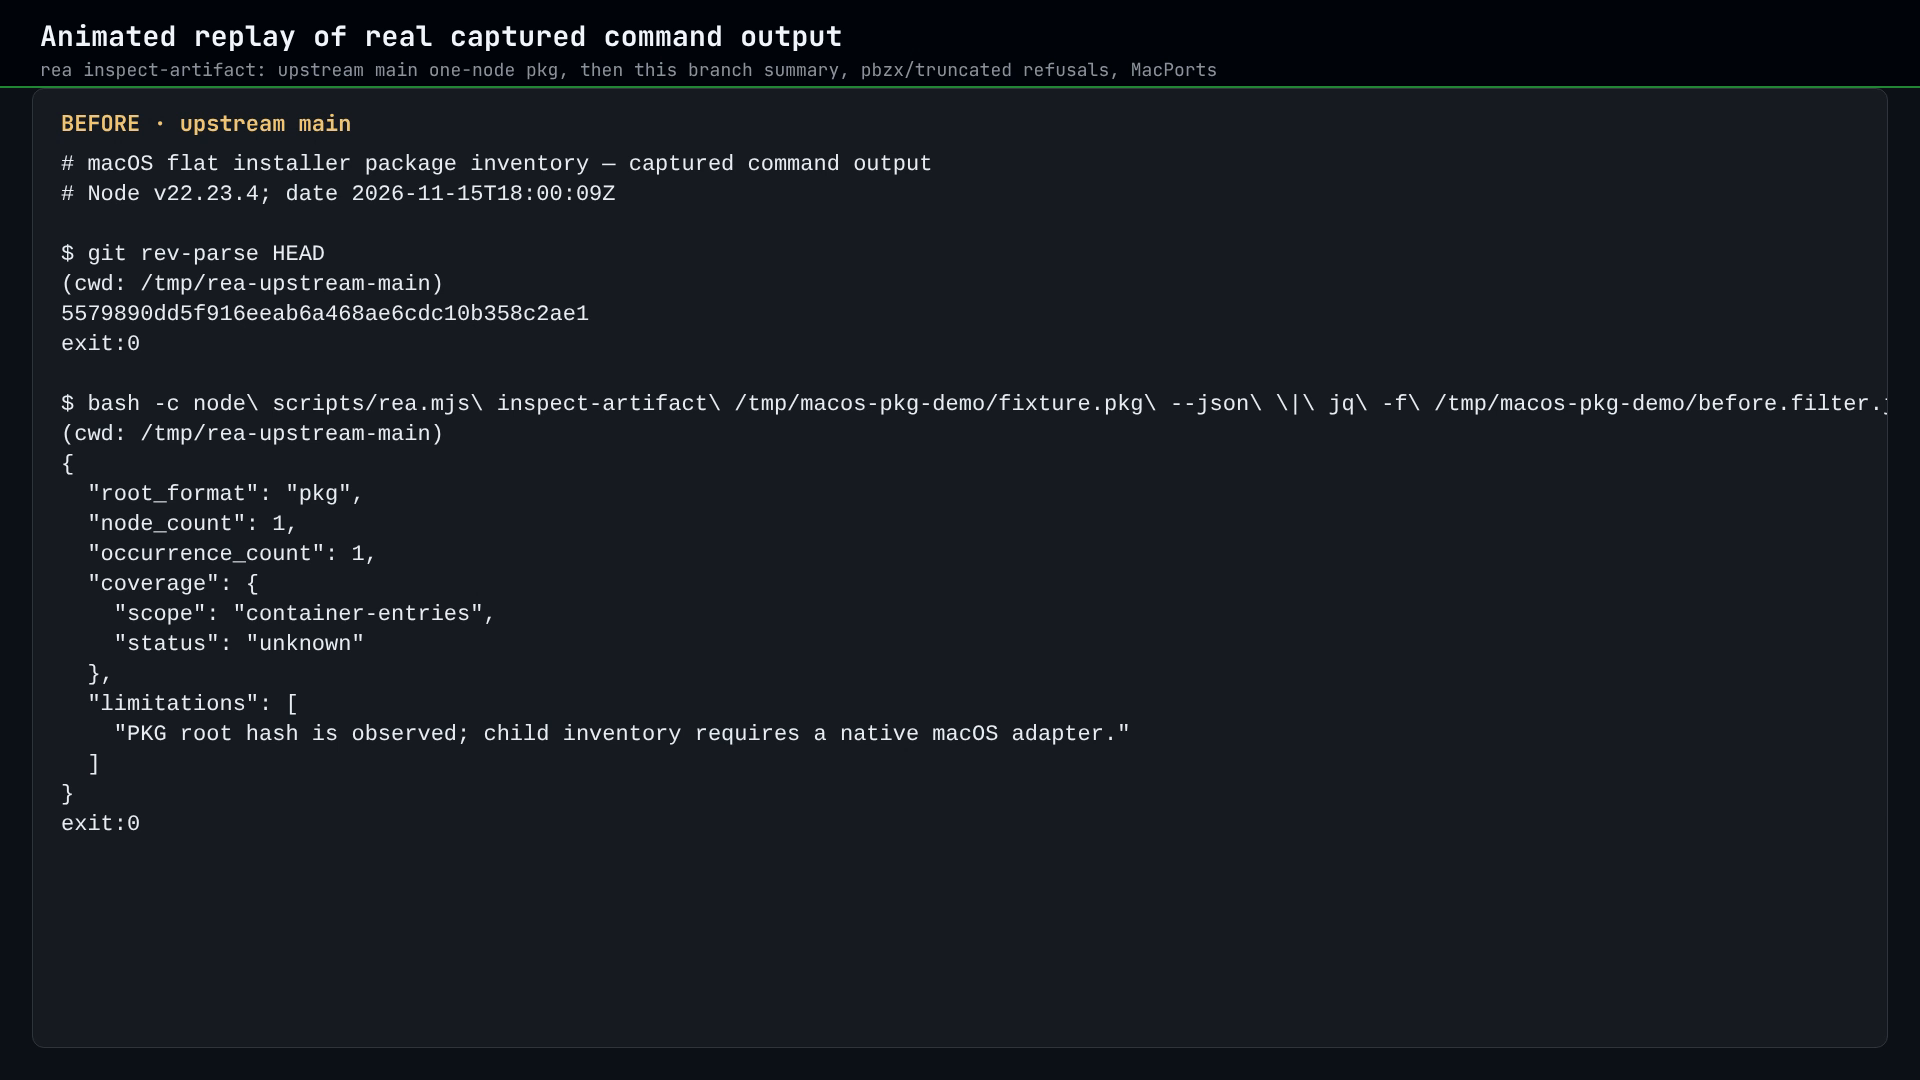 Animated replay of real captured command output
rea inspect-artifact: upstream main one-node pkg, then this branch summary, pbzx/truncated refusals, MacPorts
BEFORE · upstream main
# macOS flat installer package inventory — captured command output
# Node v22.23.4; date 2026-11-15T18:00:09Z
$ git rev-parse HEAD
(cwd: /tmp/rea-upstream-main)
5579890dd5f916eeab6a468ae6cdc10b358c2ae1
exit:0
$ bash -c node\ scripts/rea.mjs\ inspect-artifact\ /tmp/macos-pkg-demo/fixture.pkg\ --json\ \|\ jq\ -f\ /tmp/macos-pkg-demo/before.filter.j
(cwd: /tmp/rea-upstream-main)
{
  "root_format": "pkg",
  "node_count": 1,
  "occurrence_count": 1,
  "coverage": {
    "scope": "container-entries",
    "status": "unknown"
  },
  "limitations": [
    "PKG root hash is observed; child inventory requires a native macOS adapter."
  ]
}
exit:0